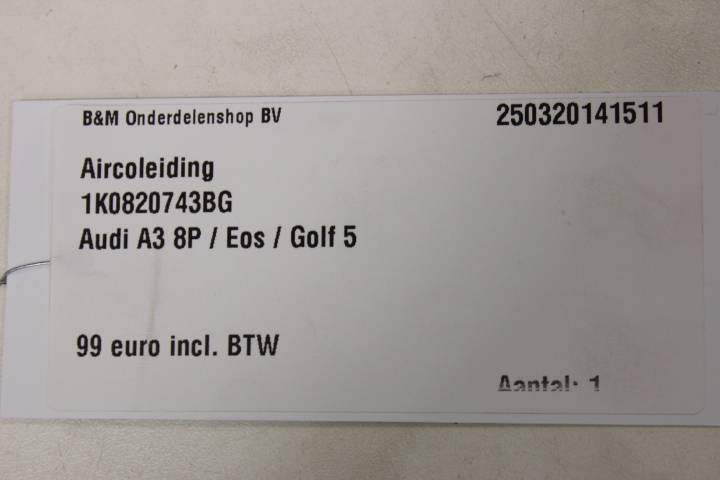 B&M Onderdelenshop BV 250320141511
Aircoleiding
1K0820743BG
Audi A3 8P / Eos / Golf 5
99 euro incl. BTW
Aantal: 1